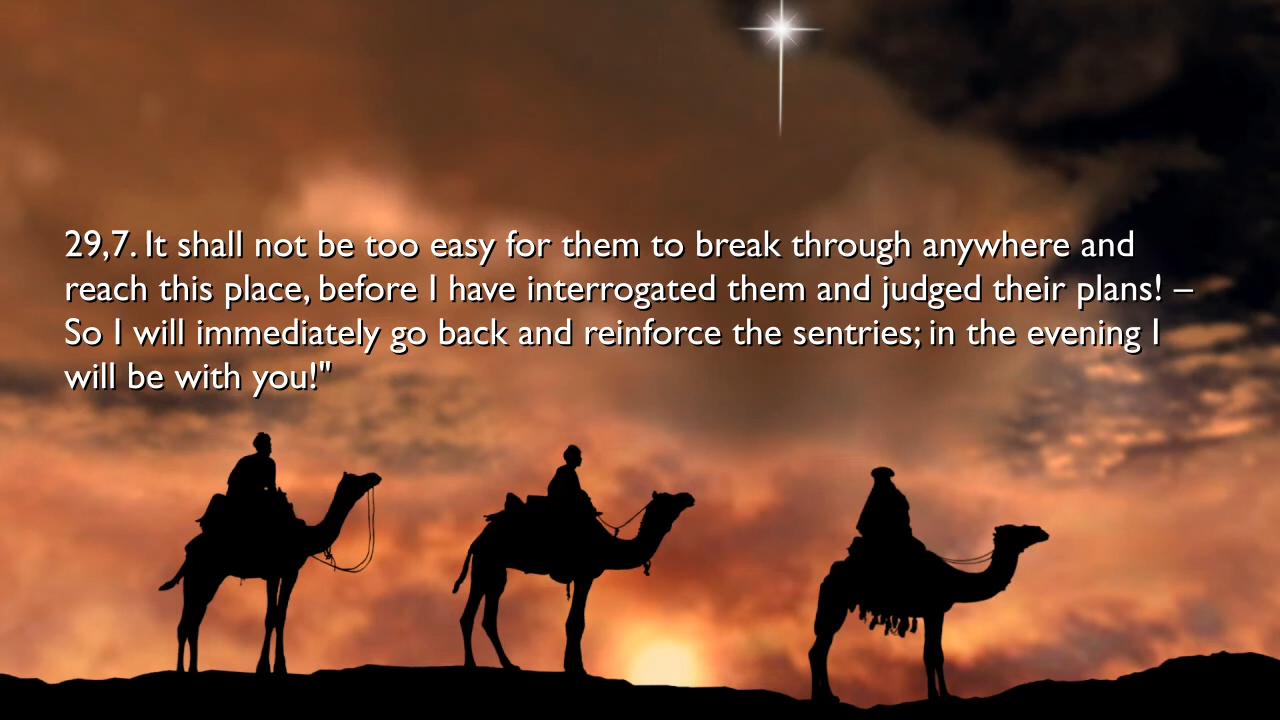 29,7. It shall not be too easy for them to break through anywhere and
reach this place, before I have interrogated them and judged their plans! –
So I will immediately go back and reinforce the sentries; in the evening I
will be with you!"